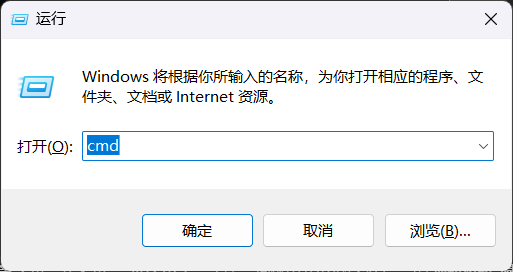 运行
Windows 将根据你所输入的名称，为你打开相应的程序、文
件夹、文档或 Internet 资源。
打开(O): cmd
确定 取消 浏览(B)...